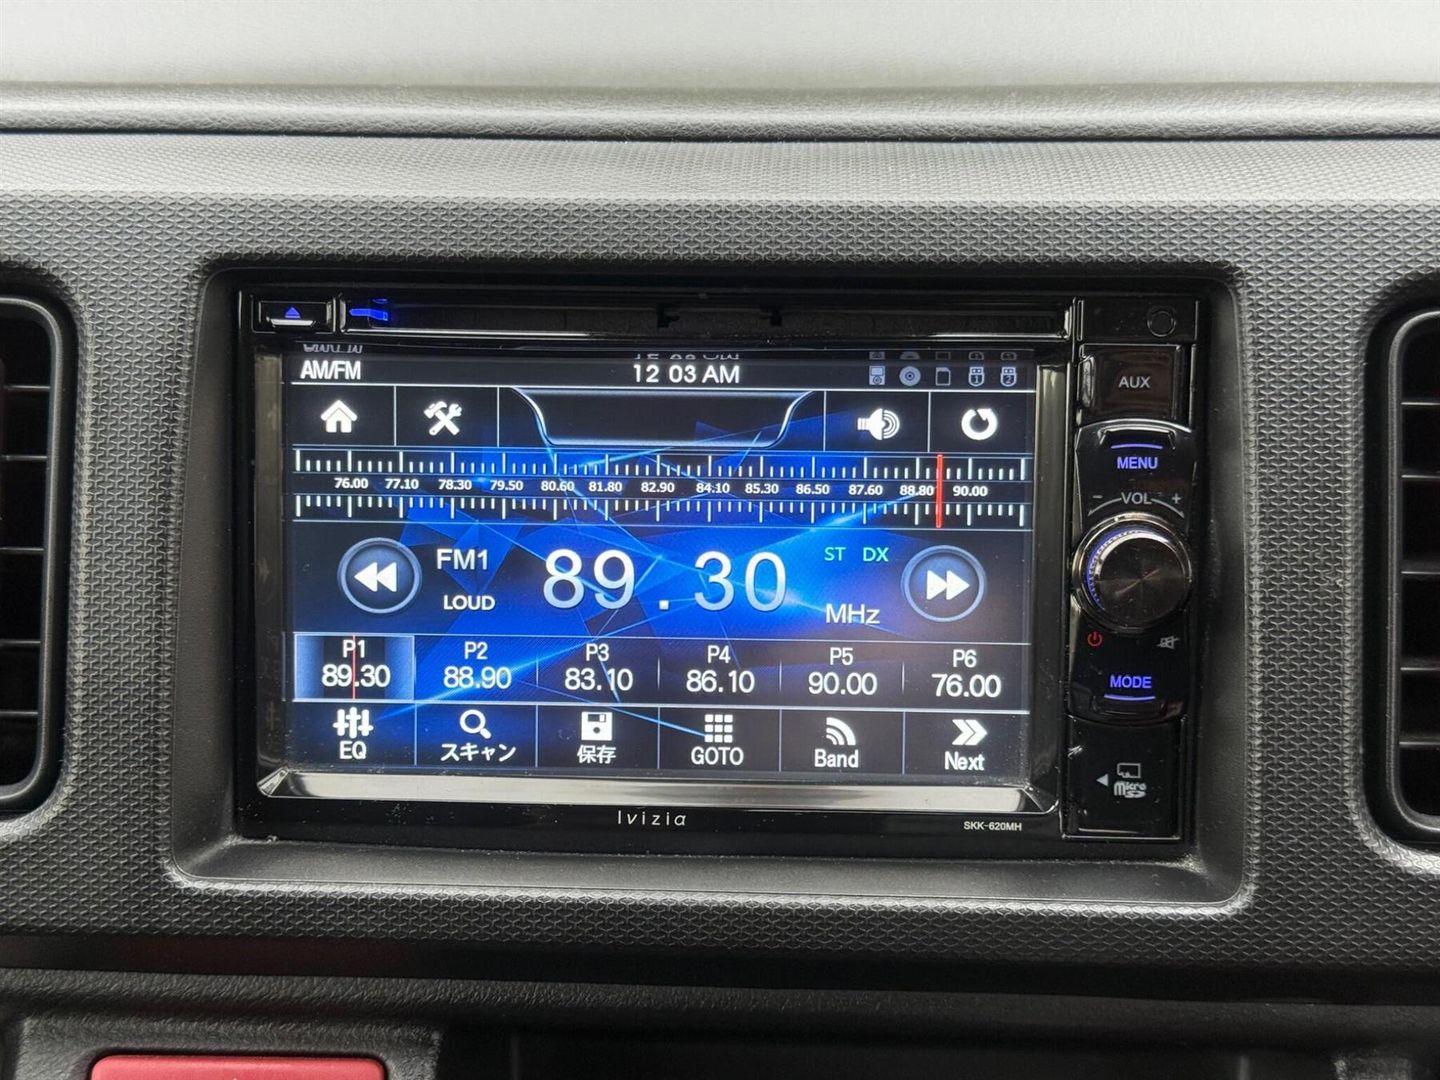 AM/FM
12 03 AM
1 2
AUX
MENU
76.00 77.10 78.30 79.50 80.60 81.80 82.90 84.10 85.30 86.50 87.60 88.80 90.00
- VOL +
FM1
LOUD
89.30
ST DX
MHz
P1 P2 P3 P4 P5 P6
89.30 88.90 83.10 86.10 90.00 76.00
MODE
EQ スキャン 保存 GOTO Band Next
micro SD
Ivizia
SKK-620MH